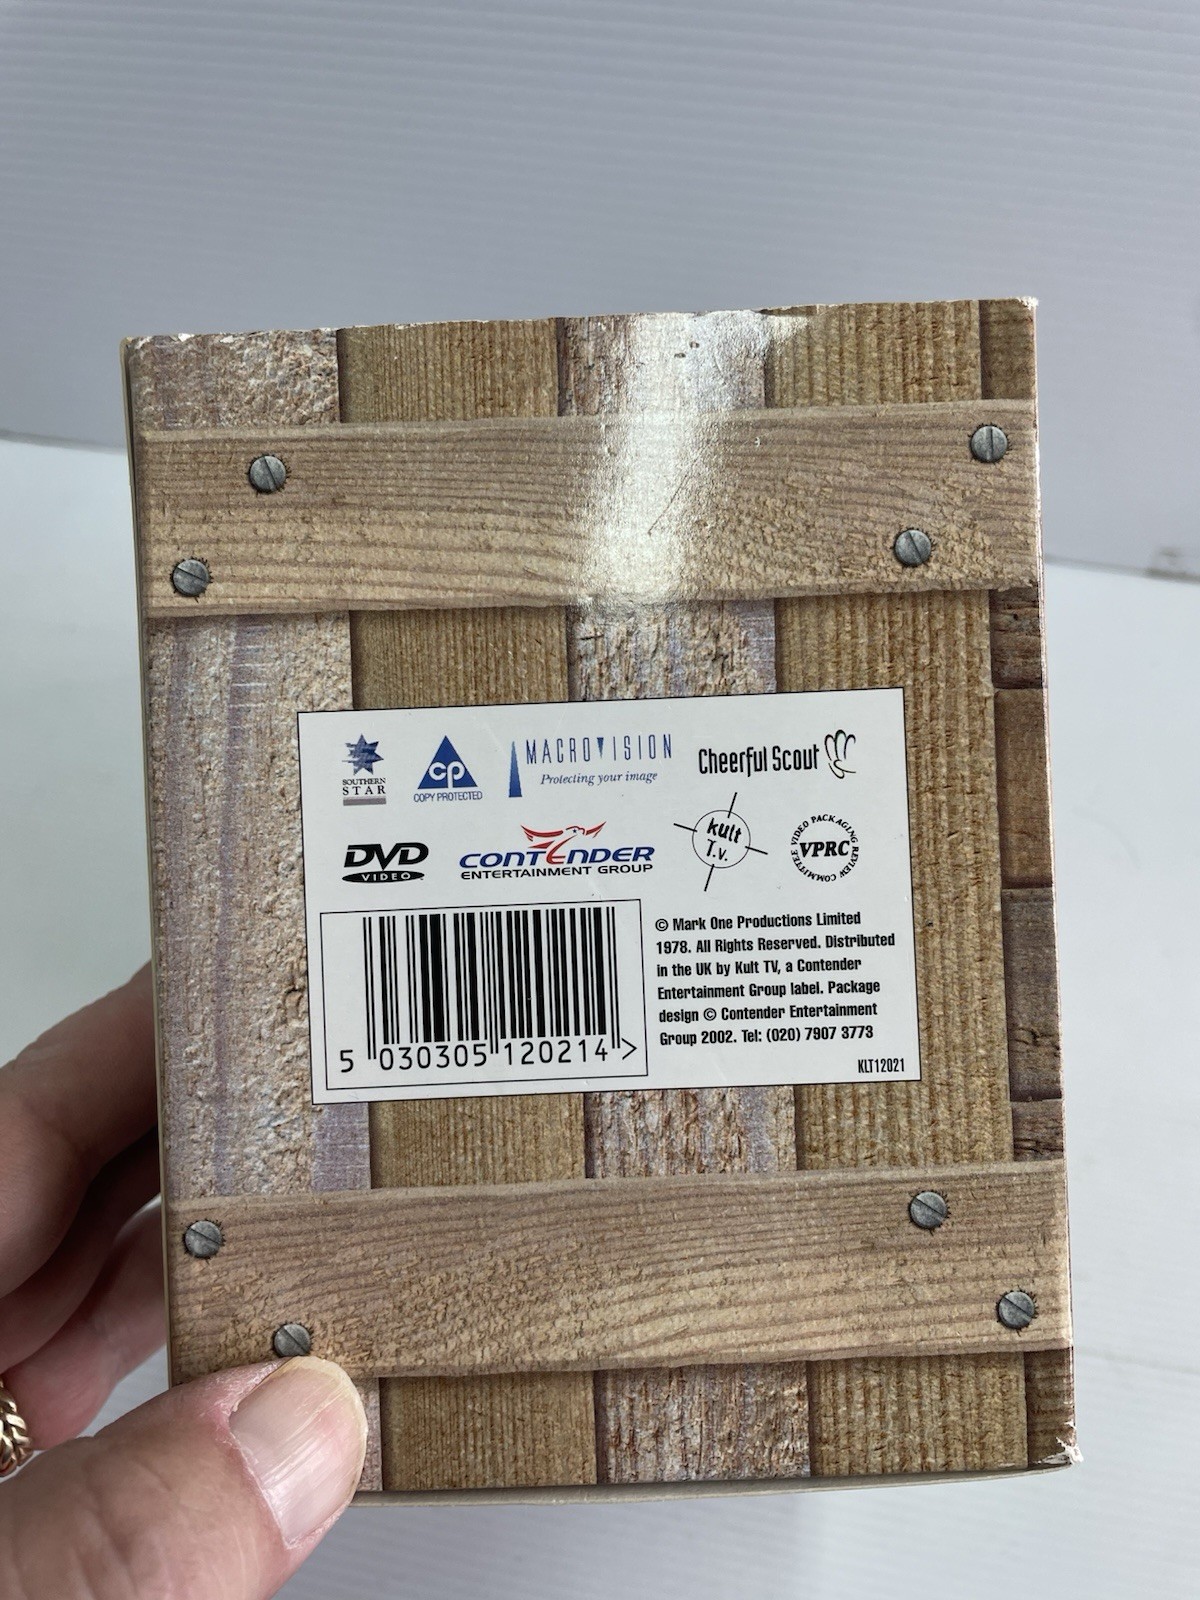 SOUTHERN
STAR
cp
COPY PROTECTED
MACROVISION
Protecting your image
Cheerful Scout
DVD
VIDEO
CONTENDER
ENTERTAINMENT GROUP
kult
T.V.
VIDEO PACKAGING REVIEW COMMITTEE
VPRC
© Mark One Productions Limited
1978. All Rights Reserved. Distributed
in the UK by Kult TV, a Contender
Entertainment Group label. Package
design © Contender Entertainment
Group 2002. Tel: (020) 7907 3773
KLT12021
5 030305 120214 >